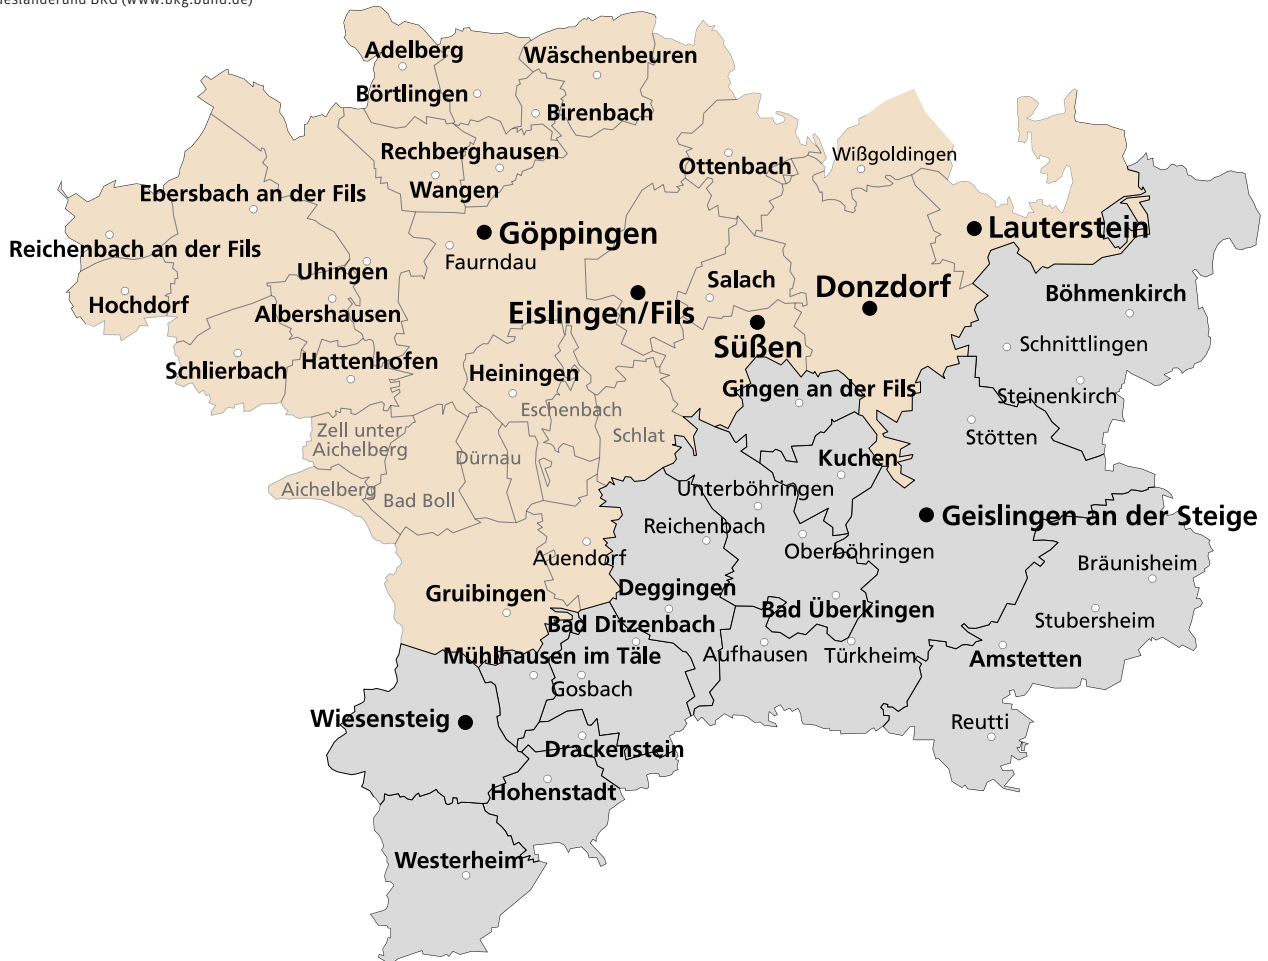 (www.bkg.bund.de)
Adelberg
Wäschenbeuren
Börtlingen
Birenbach
Rechberghausen
Wißgoldingen
Ottenbach
Wangen
Ebersbach an der Fils
Göppingen
Lauterstein
Reichenbach an der Fils
Faurndau
Uhingen
Salach
Donzdorf
Böhmenkirch
Hochdorf
Albershausen
Eislingen/Fils
Süßen
Schnittlingen
Hattenhofen
Schlierbach
Heiningen
Gingen an der Fils
Steinenkirch
Eschenbach
Zell unter
Aichelberg
Schlat
Stötten
Dürnau
Kuchen
Aichelberg
Unterböhringen
Bad Boll
Reichenbach
Geislingen an der Steige
Auendorf
Oberböhringen
Bräunisheim
Gruibingen
Deggingen
Bad Überkingen
Stubersheim
Bad Ditzenbach
Mühlhausen im Täle
Aufhausen
Türkheim
Amstetten
Gosbach
Wiesensteig
Reutti
Drackenstein
Hohenstadt
Westerheim